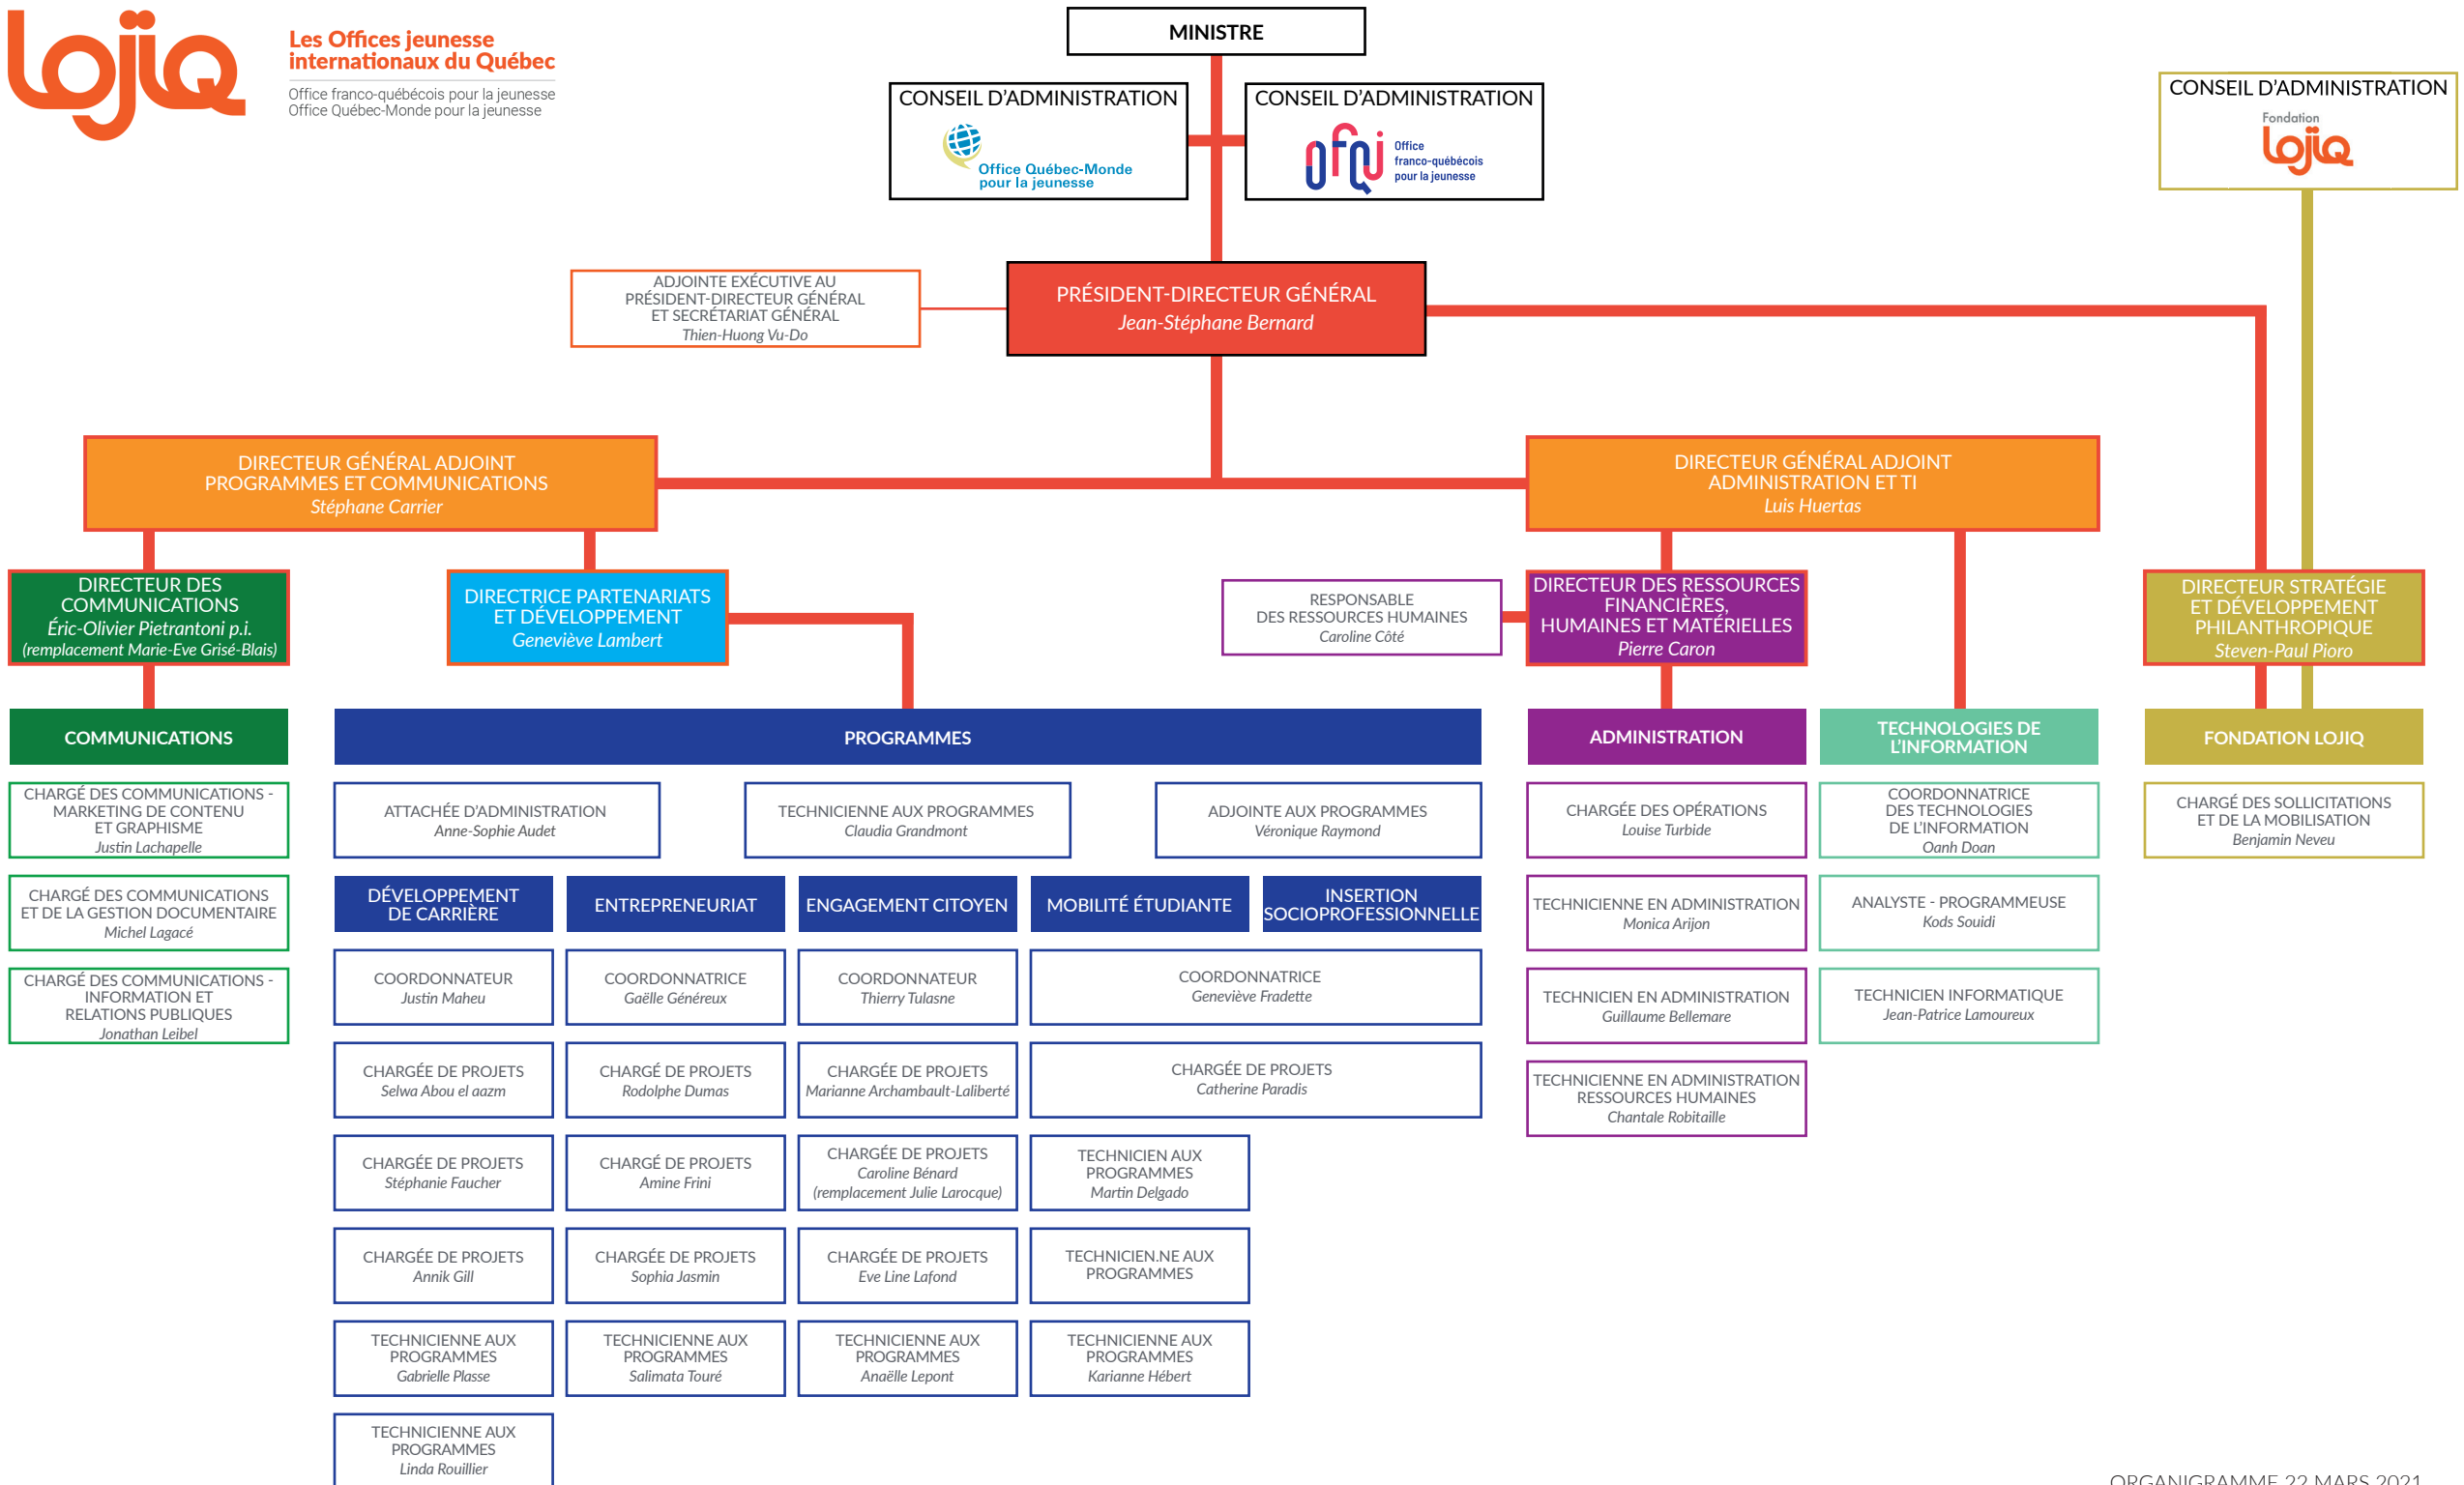 lojiq
Les Offices jeunesse
internationaux du Québec
Office franco-québécois pour la jeunesse
Office Québec-Monde pour la jeunesse
MINISTRE
CONSEIL D'ADMINISTRATION
Office Québec-Monde
pour la jeunesse
CONSEIL D'ADMINISTRATION
ofqj
Office
franco-québécois
pour la jeunesse
CONSEIL D'ADMINISTRATION
Fondation
lojiq
ADJOINTE EXÉCUTIVE AU
PRÉSIDENT-DIRECTEUR GÉNÉRAL
ET SECRÉTARIAT GÉNÉRAL
Thien-Huong Vu-Do
PRÉSIDENT-DIRECTEUR GÉNÉRAL
Jean-Stéphane Bernard
DIRECTEUR GÉNÉRAL ADJOINT
PROGRAMMES ET COMMUNICATIONS
Stéphane Carrier
DIRECTEUR GÉNÉRAL ADJOINT
ADMINISTRATION ET TI
Luis Huertas
DIRECTEUR DES
COMMUNICATIONS
Éric-Olivier Pietrantoni p.i.
(remplacement Marie-Eve Grisé-Blais)
DIRECTRICE PARTENARIATS
ET DÉVELOPPEMENT
Geneviève Lambert
RESPONSABLE
DES RESSOURCES HUMAINES
Caroline Côté
DIRECTEUR DES RESSOURCES
FINANCIÈRES,
HUMAINES ET MATÉRIELLES
Pierre Caron
DIRECTEUR STRATÉGIE
ET DÉVELOPPEMENT
PHILANTHROPIQUE
Steven-Paul Pioro
COMMUNICATIONS
PROGRAMMES
ADMINISTRATION
TECHNOLOGIES DE
L'INFORMATION
FONDATION LOJIQ
CHARGÉ DES COMMUNICATIONS -
MARKETING DE CONTENU
ET GRAPHISME
Justin Lachapelle
ATTACHÉE D'ADMINISTRATION
Anne-Sophie Audet
TECHNICIENNE AUX PROGRAMMES
Claudia Grandmont
ADJOINTE AUX PROGRAMMES
Véronique Raymond
CHARGÉE DES OPÉRATIONS
Louise Turbide
COORDONNATRICE
DES TECHNOLOGIES
DE L'INFORMATION
Oanh Doan
CHARGÉ DES SOLLICITATIONS
ET DE LA MOBILISATION
Benjamin Neveu
CHARGÉ DES COMMUNICATIONS
ET DE LA GESTION DOCUMENTAIRE
Michel Lagacé
DÉVELOPPEMENT
DE CARRIÈRE
ENTREPRENEURIAT
ENGAGEMENT CITOYEN
MOBILITÉ ÉTUDIANTE
INSERTION
SOCIOPROFESSIONNELLE
TECHNICIENNE EN ADMINISTRATION
Monica Arijon
ANALYSTE - PROGRAMMEUSE
Kods Souidi
CHARGÉ DES COMMUNICATIONS -
INFORMATION ET
RELATIONS PUBLIQUES
Jonathan Leibel
COORDONNATEUR
Justin Maheu
COORDONNATRICE
Gaëlle Généreux
COORDONNATEUR
Thierry Tulasne
COORDONNATRICE
Geneviève Fradette
TECHNICIEN EN ADMINISTRATION
Guillaume Bellemare
TECHNICIEN INFORMATIQUE
Jean-Patrice Lamoureux
CHARGÉE DE PROJETS
Selwa Abou el aazm
CHARGÉ DE PROJETS
Rodolphe Dumas
CHARGÉE DE PROJETS
Marianne Archambault-Laliberté
CHARGÉE DE PROJETS
Catherine Paradis
TECHNICIENNE EN ADMINISTRATION
RESSOURCES HUMAINES
Chantale Robitaille
CHARGÉE DE PROJETS
Stéphanie Faucher
CHARGÉ DE PROJETS
Amine Frini
CHARGÉE DE PROJETS
Caroline Bénard
(remplacement Julie Larocque)
TECHNICIEN AUX
PROGRAMMES
Martin Delgado
CHARGÉE DE PROJETS
Annik Gill
CHARGÉE DE PROJETS
Sophia Jasmin
CHARGÉE DE PROJETS
Eve Line Lafond
TECHNICIEN.NE AUX
PROGRAMMES
TECHNICIENNE AUX
PROGRAMMES
Gabrielle Plasse
TECHNICIENNE AUX
PROGRAMMES
Salimata Touré
TECHNICIENNE AUX
PROGRAMMES
Anaëlle Lepont
TECHNICIENNE AUX
PROGRAMMES
Karianne Hébert
TECHNICIENNE AUX
PROGRAMMES
Linda Rouillier
ORGANIGRAMME 22 MARS 2021